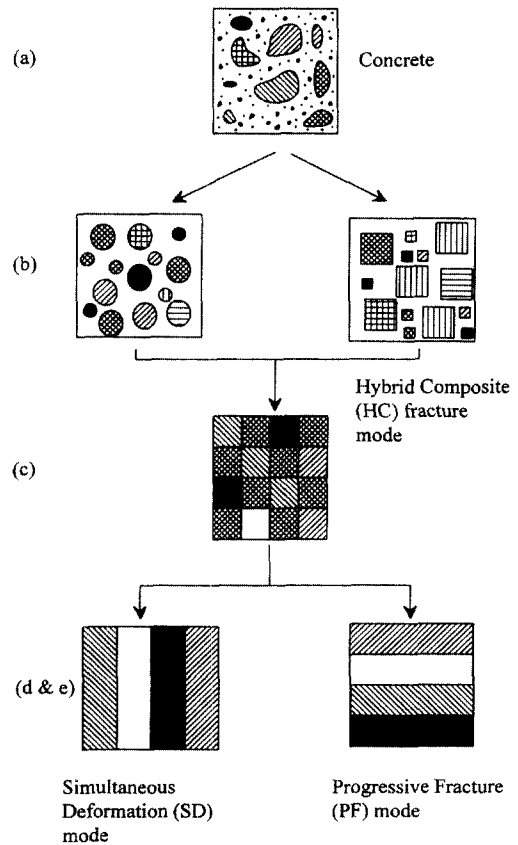 (a)
Concrete
(b)
Hybrid Composite
(HC) fracture
mode
(c)
(d & e)
Simultaneous
Deformation (SD)
mode
Progressive Fracture
(PF) mode